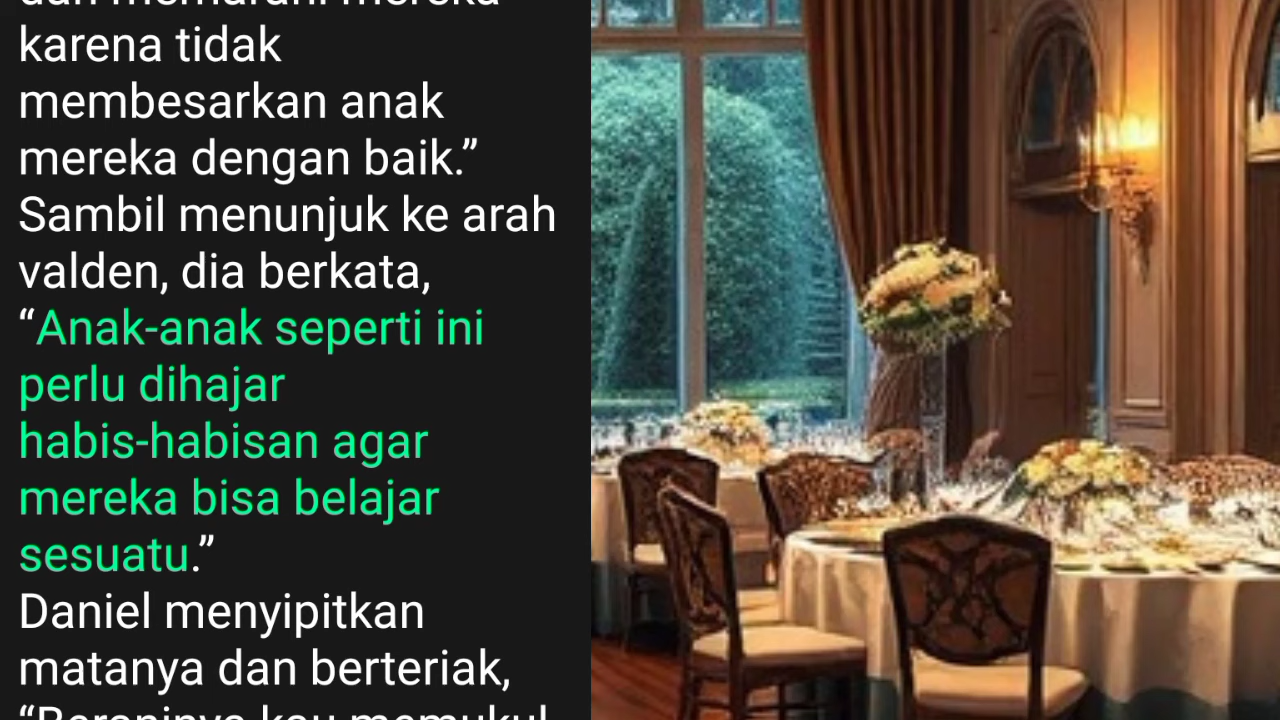 karena tidak
membesarkan anak
mereka dengan baik.”
Sambil menunjuk ke arah
valden, dia berkata,
“Anak-anak seperti ini
perlu dihajar
habis-habisan agar
mereka bisa belajar
sesuatu.”
Daniel menyipitkan
matanya dan berteriak,